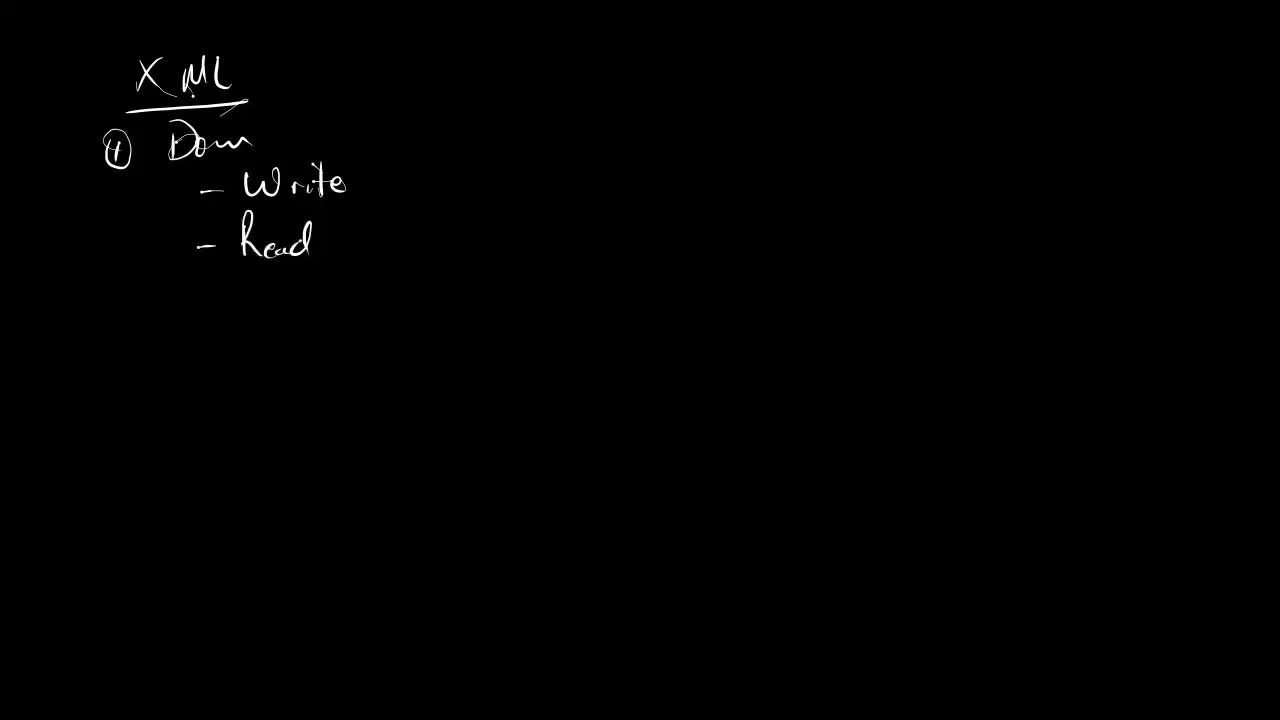 XML
① Dom
- Write
- Read